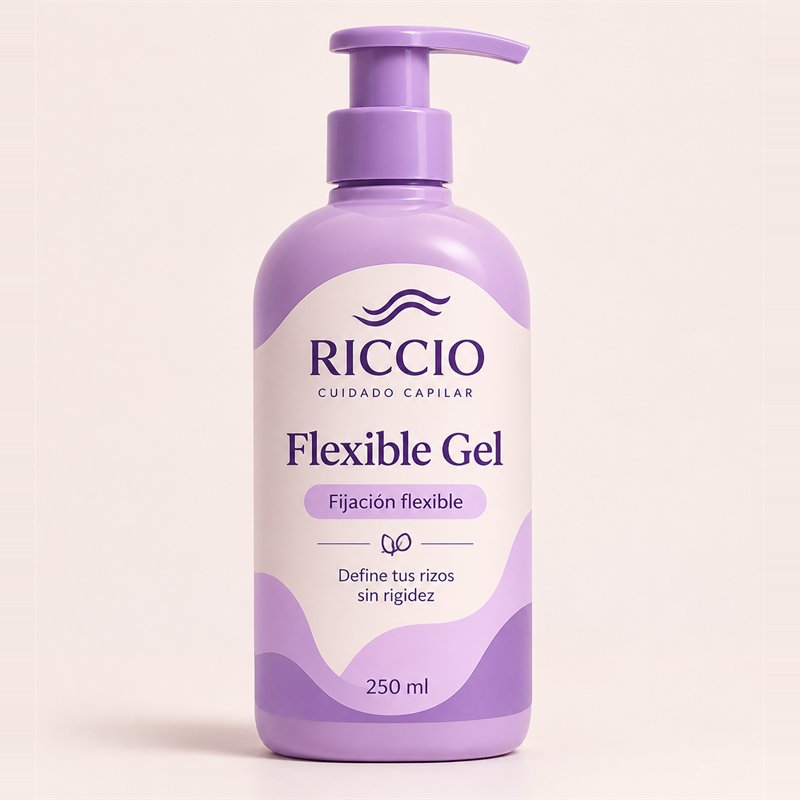 RICCIO
CUIDADO CAPILAR
Flexible Gel
Fijación flexible
Define tus rizos
sin rigidez
250 ml